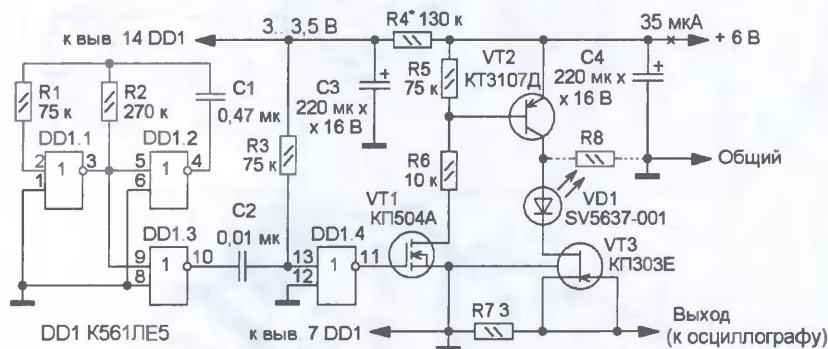 к выв. 14 DD1
3...3,5 В
R4* 130 к
35 мкА
+ 6 В
R1
75 к
R2
270 к
C1
0,47 мк
C3
220 мк х
х 16 В
R5
75 к
VT2
КТ3107Д
C4
220 мк х
х 16 В
DD1.1
2
1
1
3
DD1.2
5
6
1
4
R3
75 к
R6
10 к
R8
Общий
VD1
SV5637-001
C2
0,01 мк
VT1
КП504А
DD1.3
9
8
1
10
DD1.4
13
12
1
11
VT3
КП303Е
DD1 К561ЛЕ5
к выв. 7 DD1
R7 3
Выход
(к осциллографу)